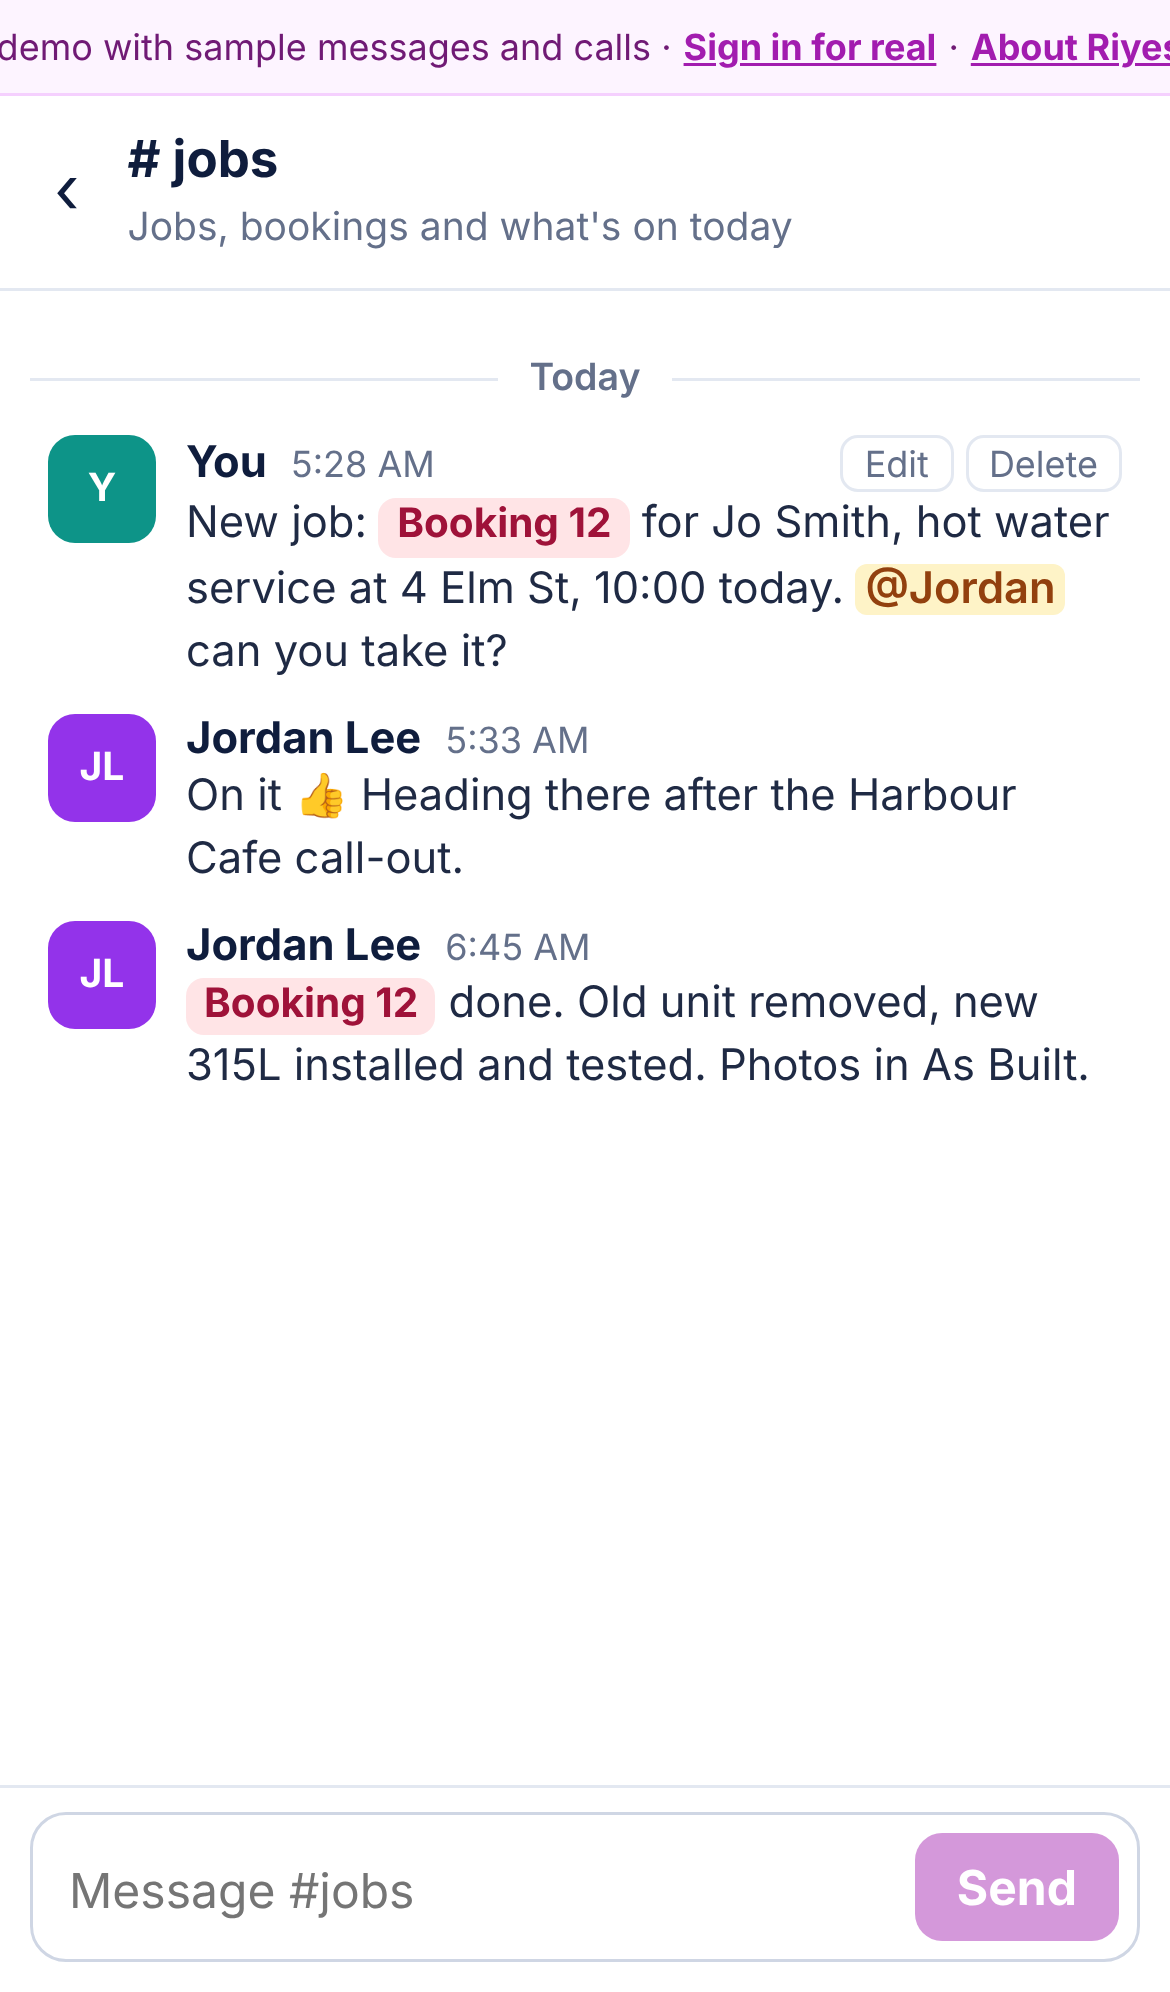 demo with sample messages and calls · Sign in for real · About Riyes
‹
# jobs
Jobs, bookings and what's on today
Today
Y
You 5:28 AM Edit Delete
New job: Booking 12 for Jo Smith, hot water
service at 4 Elm St, 10:00 today. @Jordan
can you take it?
JL
Jordan Lee 5:33 AM
On it 👍 Heading there after the Harbour
Cafe call-out.
JL
Jordan Lee 6:45 AM
Booking 12 done. Old unit removed, new
315L installed and tested. Photos in As Built.
Message #jobs Send